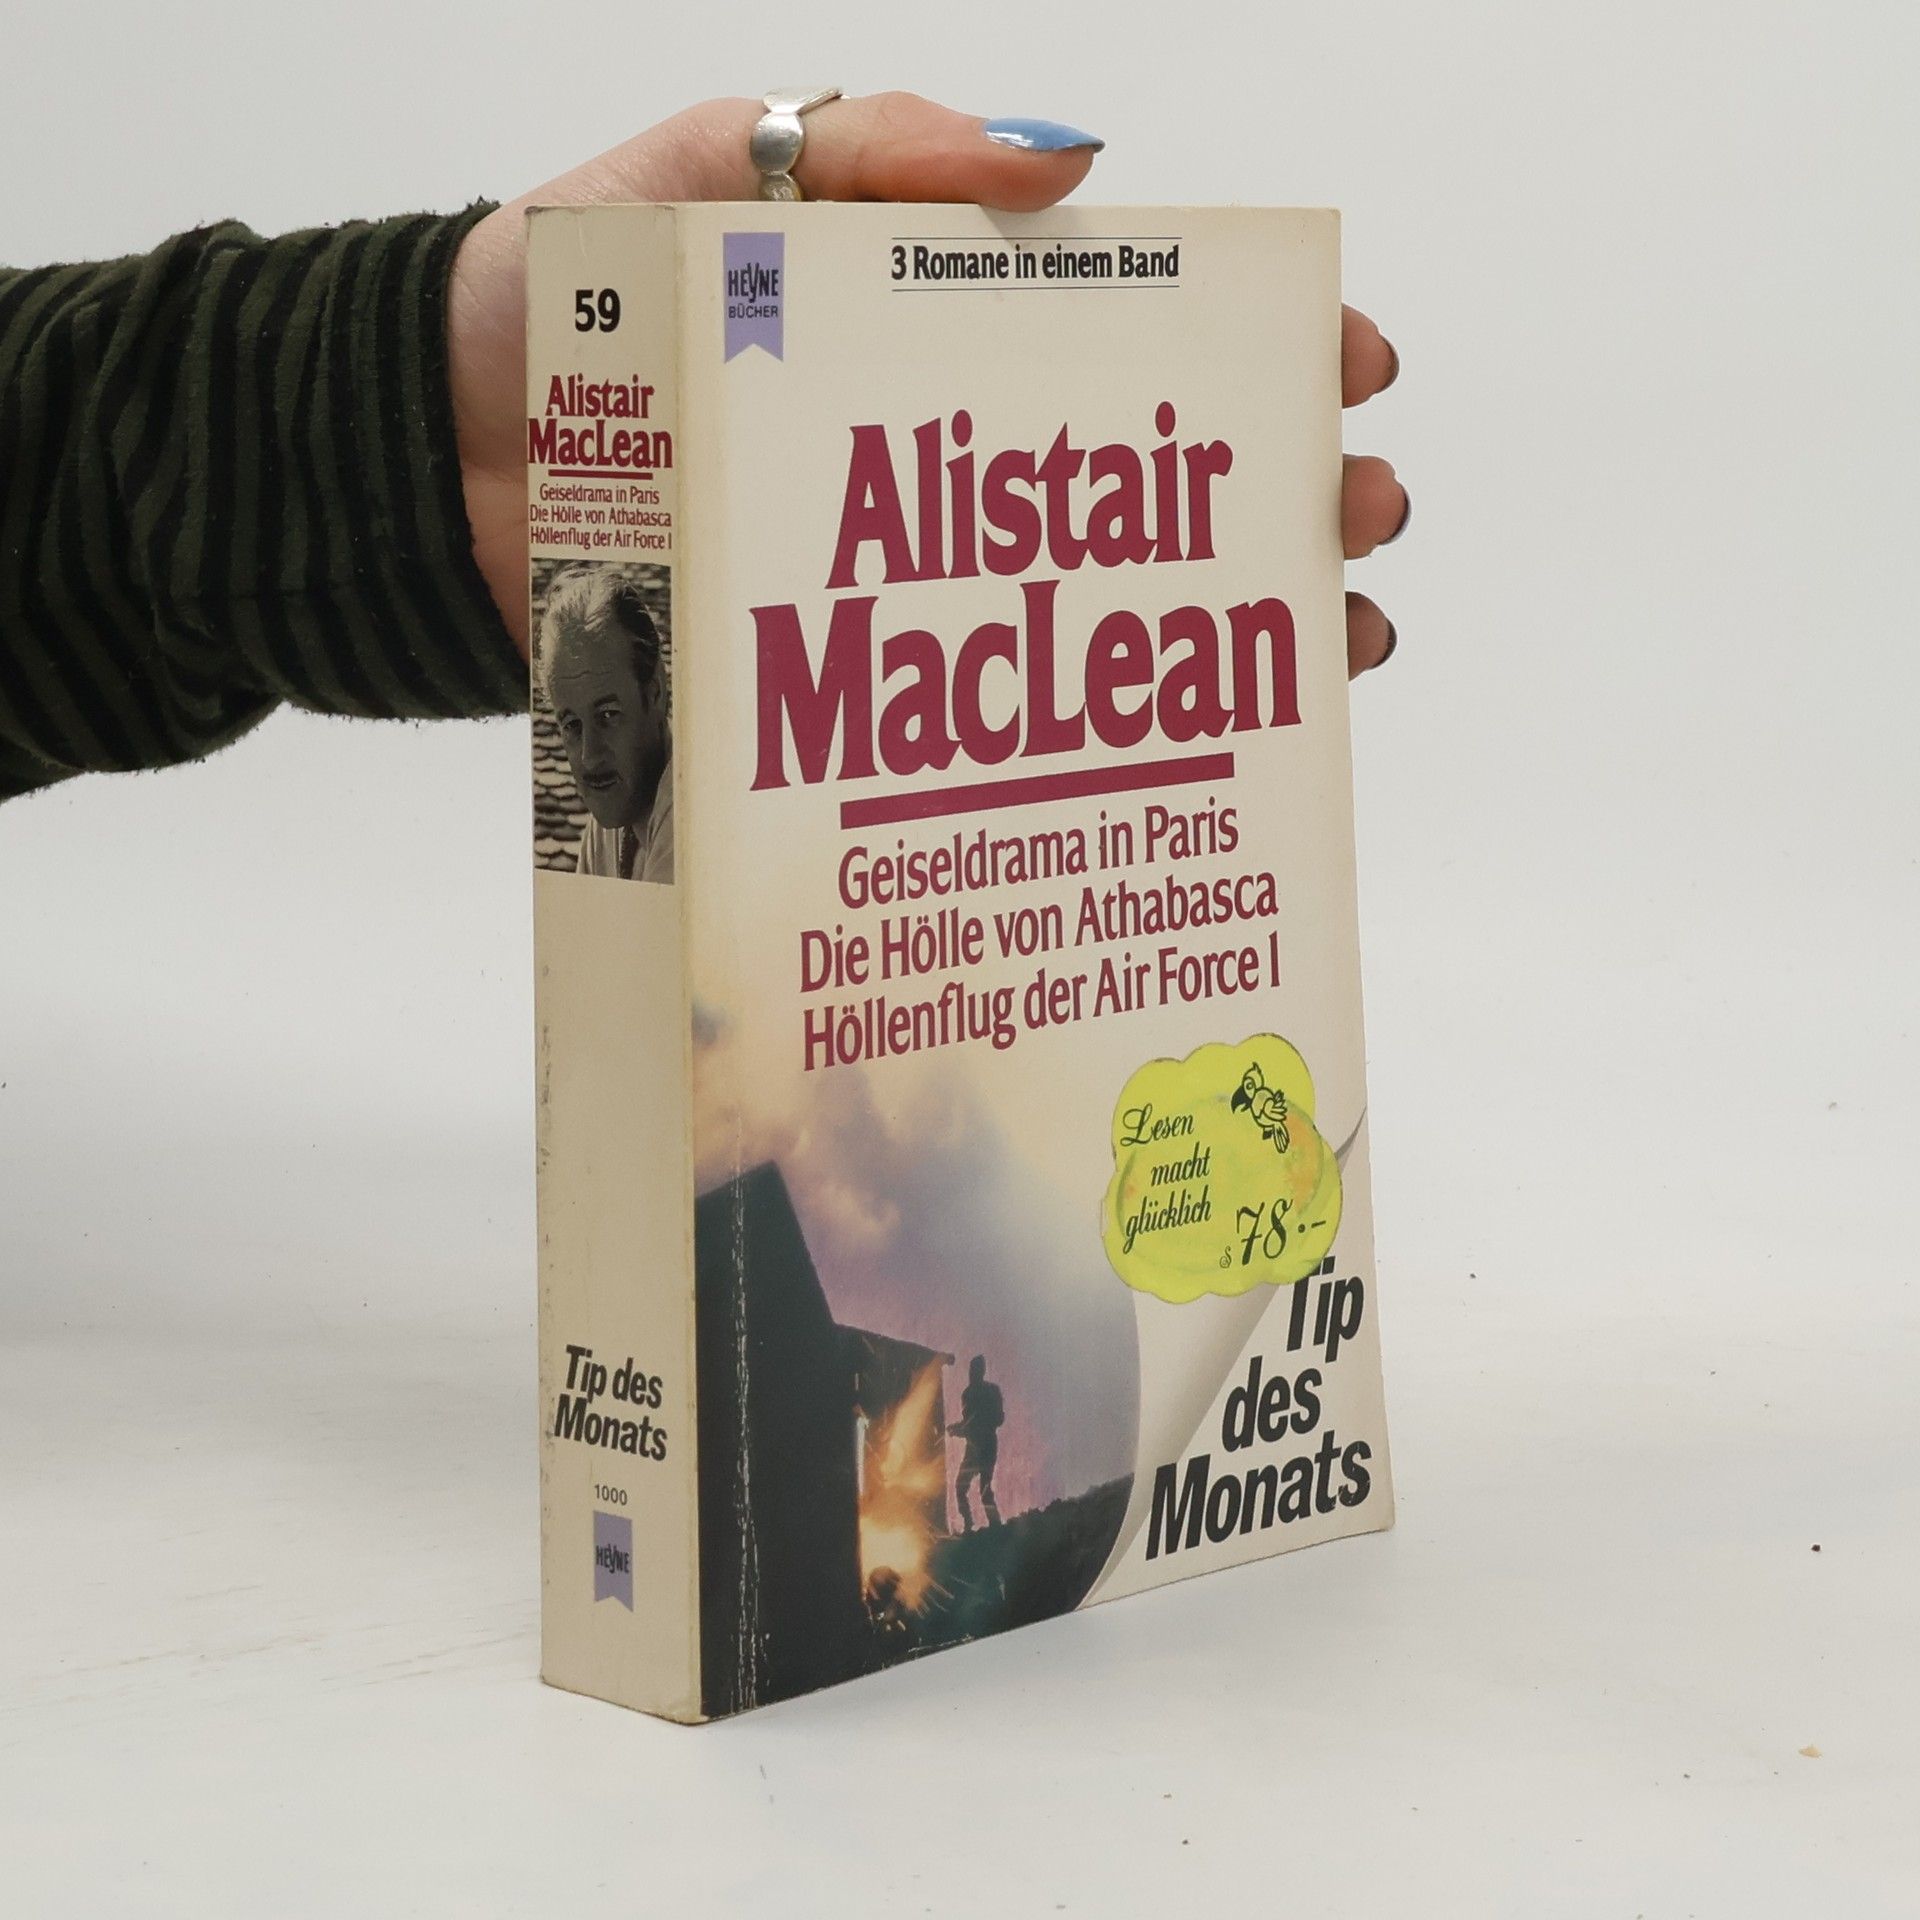 59
Alistair
MacLean
Geiseldrama in Paris
Die Hölle von Athabasca
Höllenflug der Air Force 1
Tip des
Monats
1000
HEYNE
HEYNE
BÜCHER
3 Romane in einem Band
Alistair
MacLean
Geiseldrama in Paris
Die Hölle von Athabasca
Höllenflug der Air Force 1
Lesen
macht
glücklich
S 78.-
Tip
des
Monats